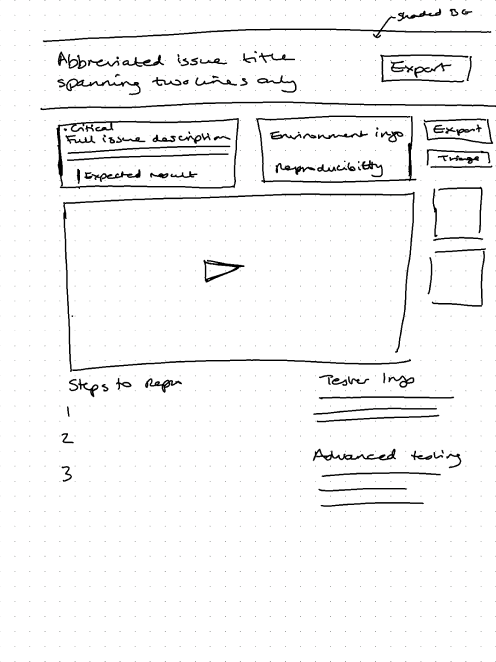 shaded BG
Abbreviated issue title
spanning two lines only
Export
• Critical
Full issue description
Expected result
Environment info
Reproducibility
Export
Triage
Steps to Repro
1
2
3
Tester Info
Advanced testing